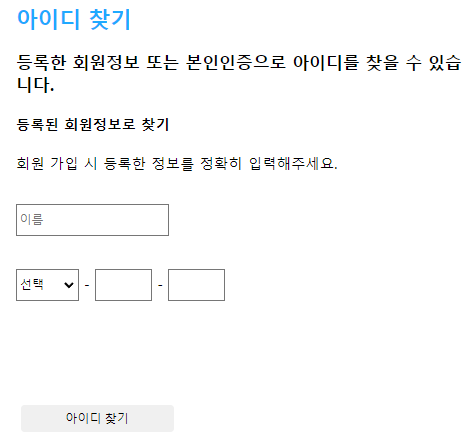 아이디 찾기
등록한 회원정보 또는 본인인증으로 아이디를 찾을 수 있습
니다.
등록된 회원정보로 찾기
회원 가입 시 등록한 정보를 정확히 입력해주세요.
이름
선택 - -
아이디 찾기